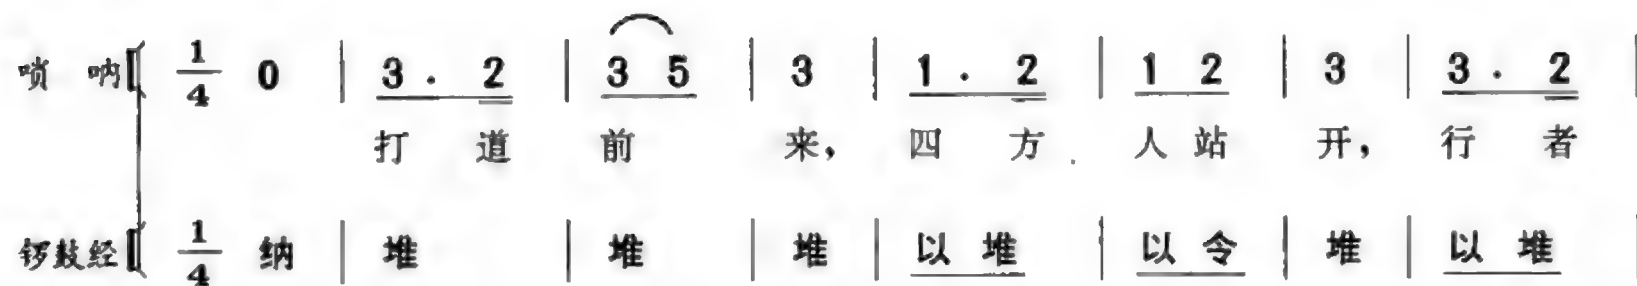 唢呐 1/4 0 | 3 . 2 | 3 5 | 3 | 1 . 2 | 1 2 | 3 | 3 . 2 |
打 道 前 来， 四 方 人 站 开， 行 者
锣鼓经 1/4 纳 | 堆 | 堆 | 堆 | 以 堆 | 以 令 | 堆 | 以 堆 |